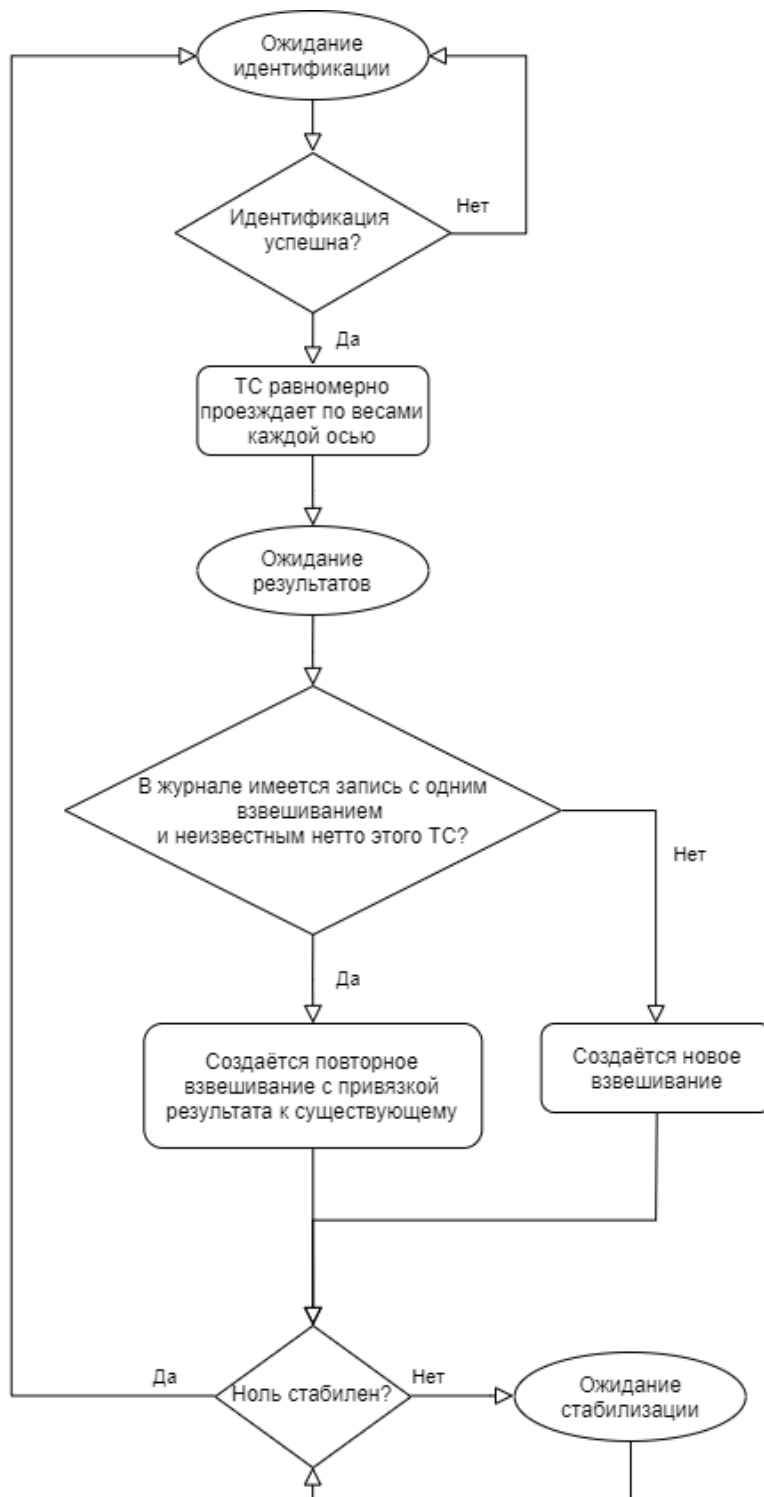 Ожидание
идентификации
Идентификация
успешна?
Нет
Да
ТС равномерно
проезждает по весами
каждой осью
Ожидание
результатов
В журнале имеется запись с одним
взвешиванием
и неизвестным нетто этого ТС?
Нет
Да
Создаётся повторное
взвешивание с привязкой
результата к существующему
Создаётся новое
взвешивание
Да
Ноль стабилен?
Нет
Ожидание
стабилизации